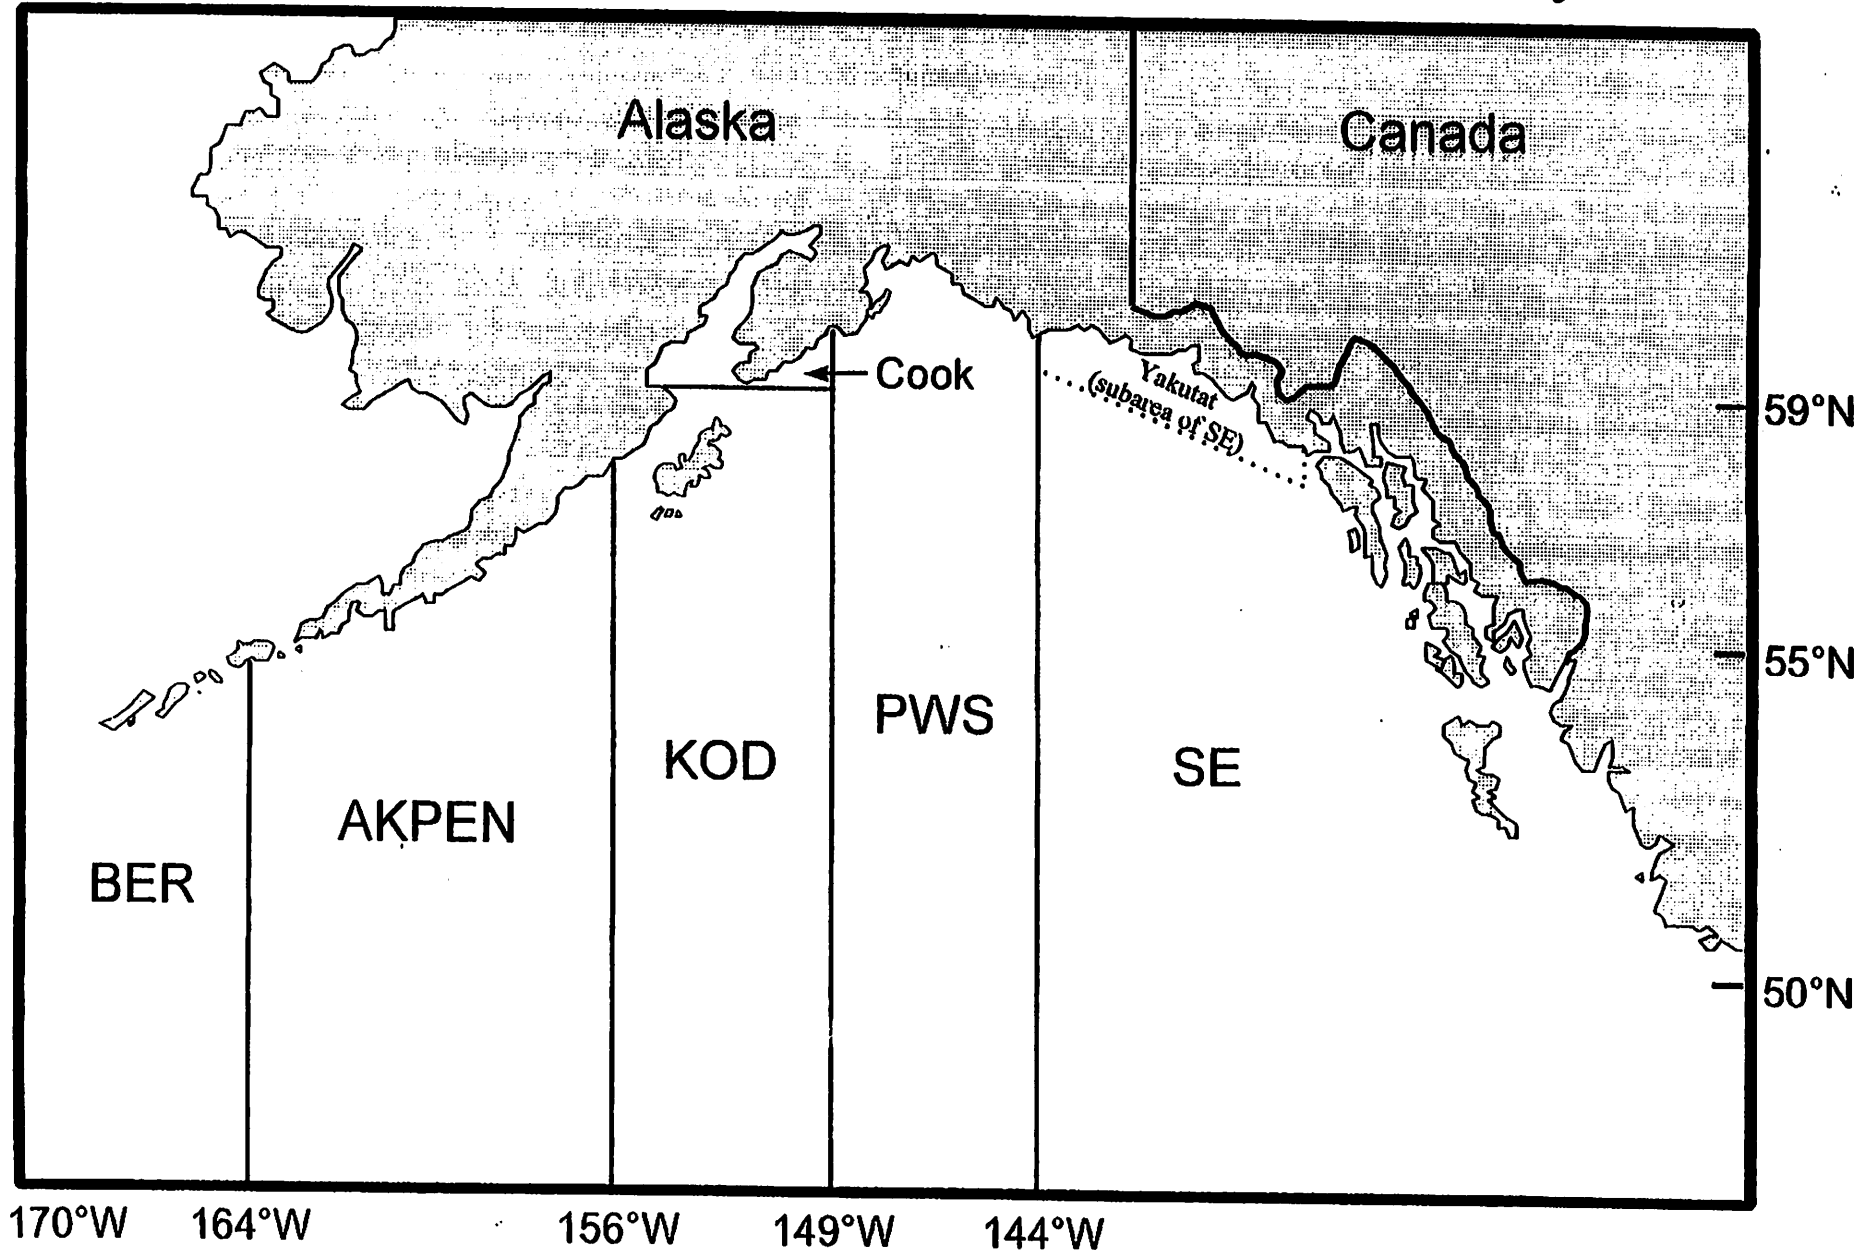 Alaska
Canada
Cook
Yakutat
(subarea of SE)
59°N
55°N
50°N
PWS
KOD
SE
AKPEN
BER
170°W 164°W 156°W 149°W 144°W